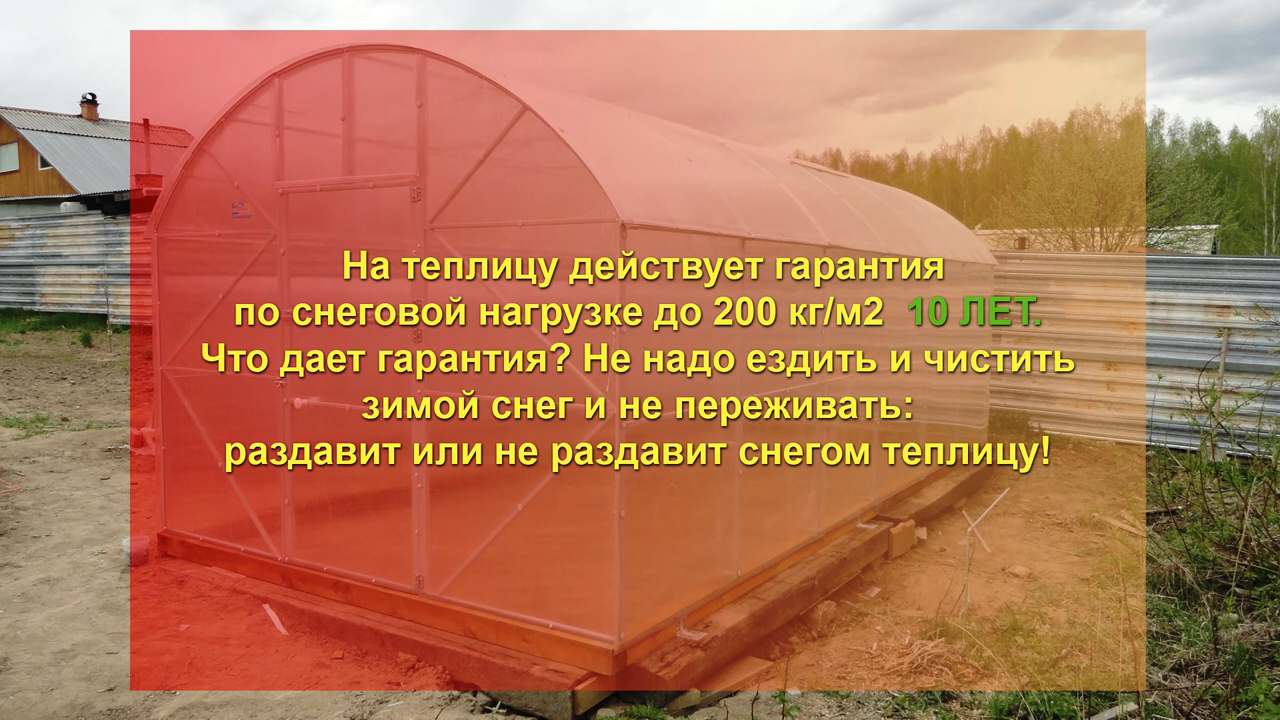 На теплицу действует гарантия
по снеговой нагрузке до 200 кг/м2 10 ЛЕТ.
Что дает гарантия? Не надо ездить и чистить
зимой снег и не переживать:
раздавит или не раздавит снегом теплицу!